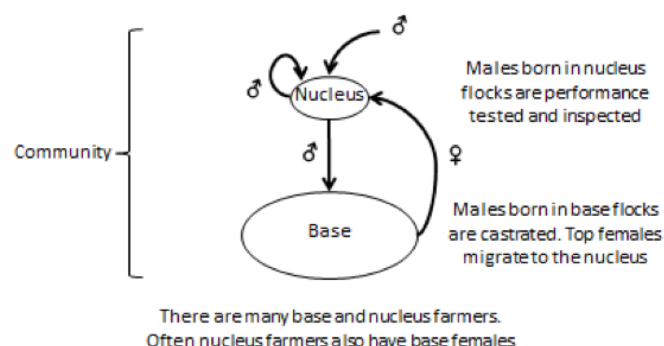 ♂
Males born in nucleus
flocks are performance
tested and inspected
♂
Nucleus
Community
♂
♀
Base
Males born in base flocks
are castrated. Top females
migrate to the nucleus
There are many base and nucleus farmers.
Often nucleus farmers also have base females